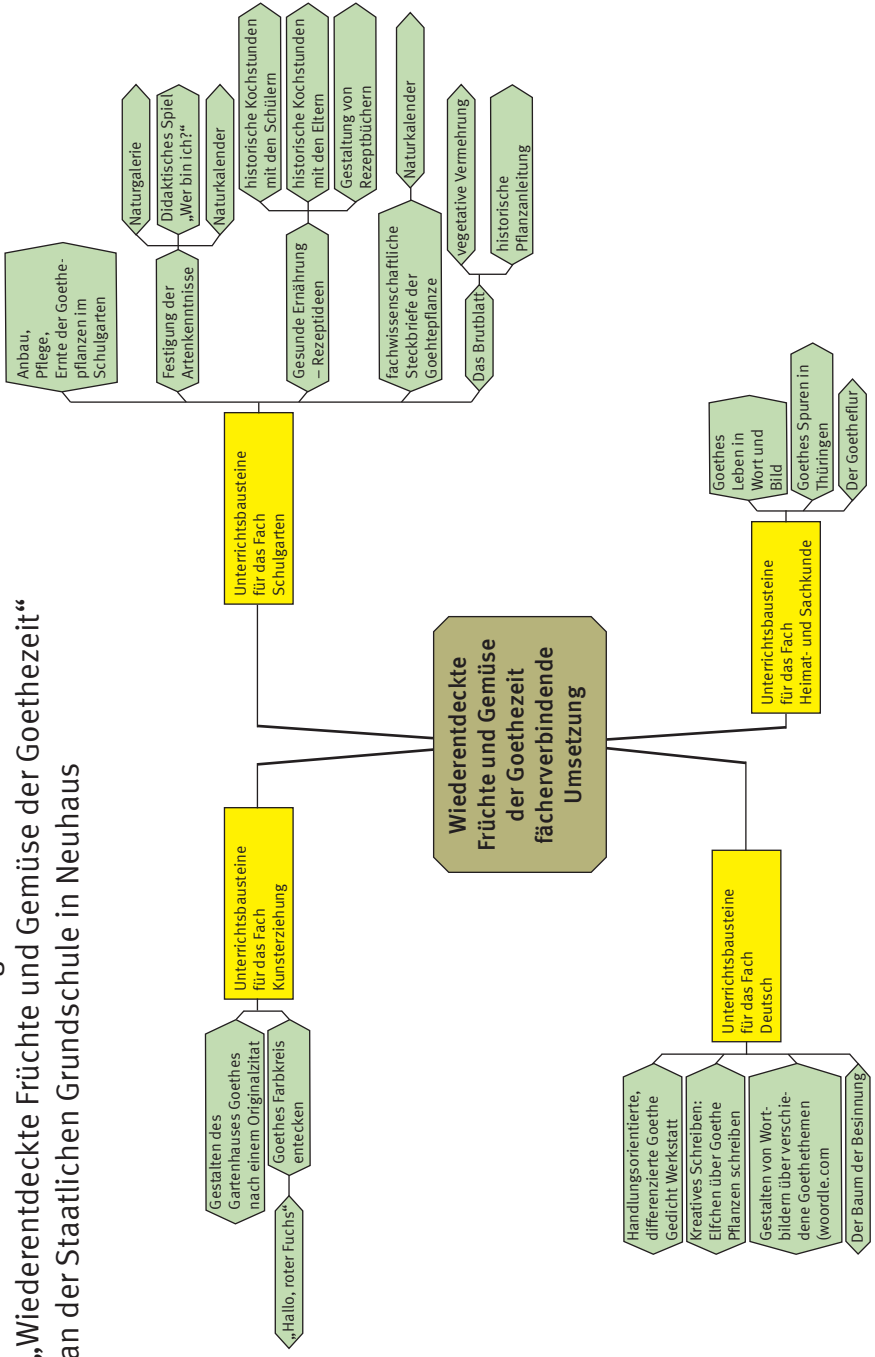 „Wiederentdeckte Früchte und Gemüse der Goethezeit“
an der Staatlichen Grundschule in Neuhaus
Wiederentdeckte
Früchte und Gemüse
der Goethezeit
fächerverbindende
Umsetzung
Unterrichtsbausteine
für das Fach
Kunsterziehung
Gestalten des
Gartenhauses Goethes
nach einem Originalzitat
Goethes Farbkreis
entecken
„Hallo, roter Fuchs“
Unterrichtsbausteine
für das Fach
Schulgarten
Anbau,
Pflege,
Ernte der Goethe-
pflanzen im
Schulgarten
Festigung der
Artenkenntnisse
Naturgalerie
Didaktisches Spiel
„Wer bin ich?“
Naturkalender
Gesunde Ernährung
– Rezeptideen
historische Kochstunden
mit den Schülern
historische Kochstunden
mit den Eltern
Gestaltung von
Rezeptbüchern
fachwissenschaftliche
Steckbriefe der
Goehtepflanze
Naturkalender
Das Brutblatt
vegetative Vermehrung
historische
Pflanzanleitung
Unterrichtsbausteine
für das Fach
Deutsch
Handlungsorientierte,
differenzierte Goethe
Gedicht Werkstatt
Kreatives Schreiben:
Elfchen über Goethe
Pflanzen schreiben
Gestalten von Wort-
bildern über verschie-
dene Goethethemen
(woordle.com
Der Baum der Besinnung
Unterrichtsbausteine
für das Fach
Heimat- und Sachkunde
Goethes
Leben in
Wort und
Bild
Goethes Spuren in
Thüringen
Der Goetheflur